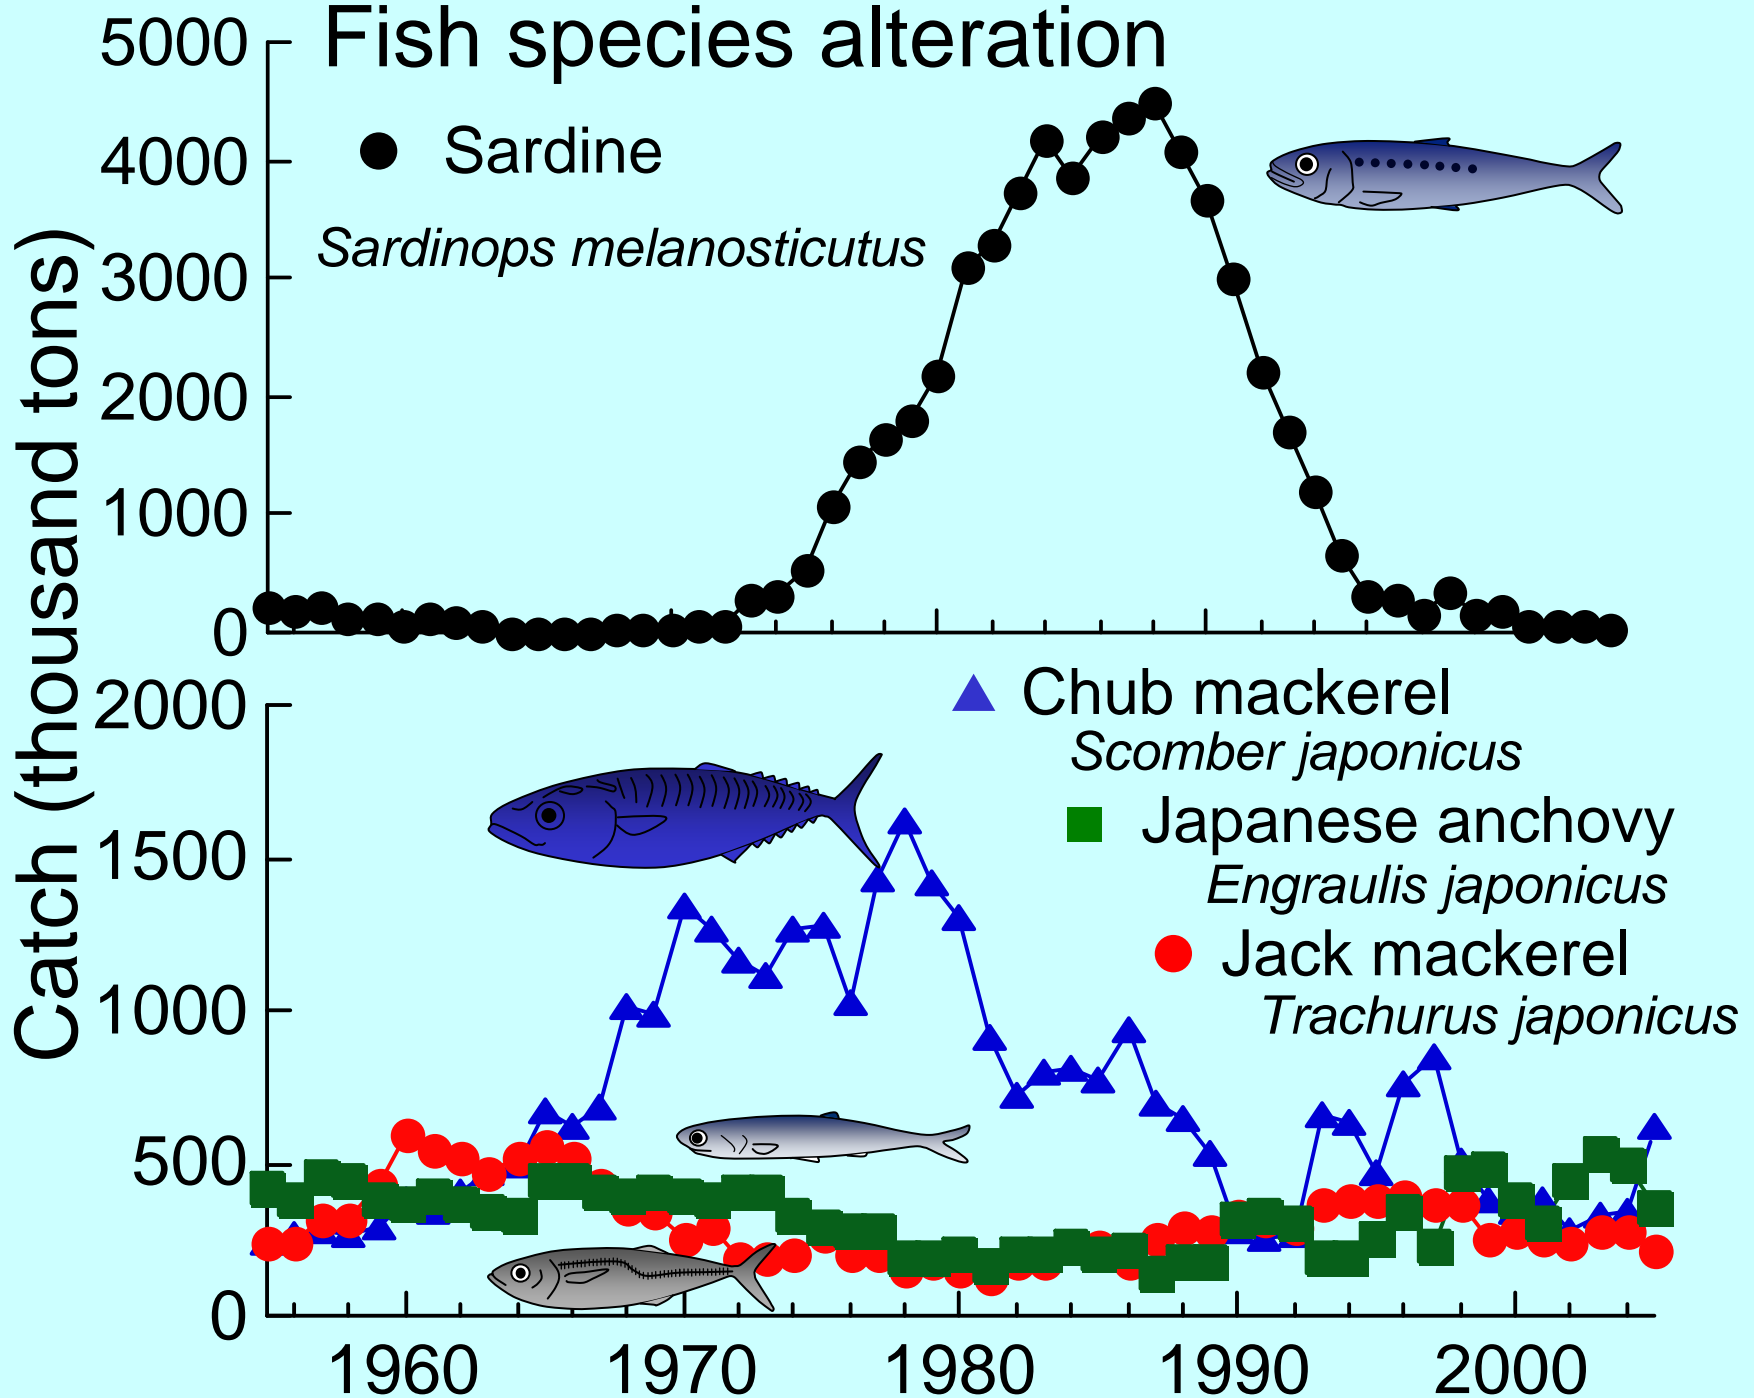 Fish species alteration
5000
4000
3000
2000
1000
0
Sardine
Sardinops melanosticutus
Catch (thousand tons)
2000
1500
1000
500
0
Chub mackerel
Scomber japonicus
Japanese anchovy
Engraulis japonicus
Jack mackerel
Trachurus japonicus
1960 1970 1980 1990 2000